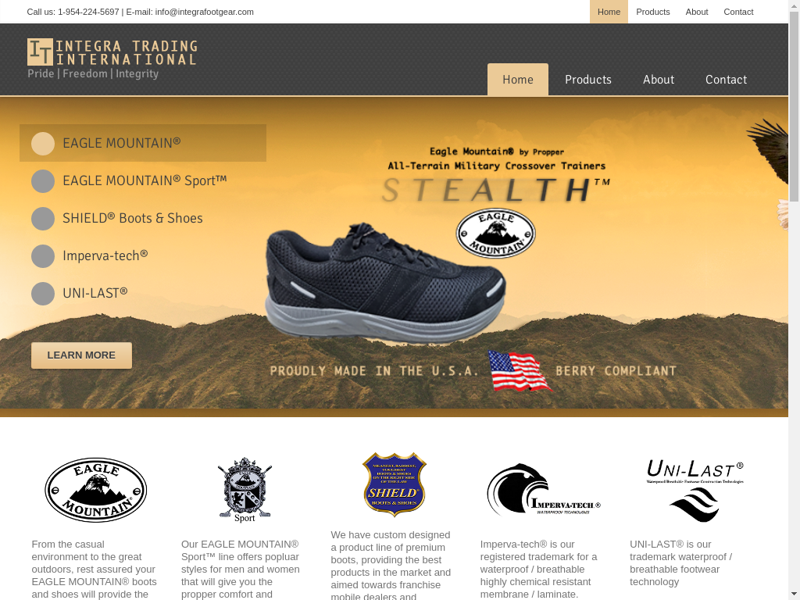 Call us: 1-954-224-5697 | E-mail: info@integrafootgear.com
Home Products About Contact
IT INTEGRA TRADING
INTERNATIONAL
Pride | Freedom | Integrity
Home Products About Contact
EAGLE MOUNTAIN®
EAGLE MOUNTAIN® Sport™
SHIELD® Boots & Shoes
Imperva-tech®
UNI-LAST®
LEARN MORE
Eagle Mountain® by Propper
All-Terrain Military Crossover Trainers
STEALTH™
EAGLE
MOUNTAIN®
PROUDLY MADE IN THE U.S.A. BERRY COMPLIANT
EAGLE
MOUNTAIN®
From the casual
environment to the great
outdoors, rest assured your
EAGLE MOUNTAIN® boots
and shoes will provide the
Sport
Our EAGLE MOUNTAIN®
Sport™ line offers popluar
styles for men and women
that will give you the
propper comfort and
SHIELD®
BOOTS & SHOES
We have custom designed
a product line of premium
boots, providing the best
products in the market and
aimed towards franchise
mobile dealers and
IMPERVA-TECH®
WATERPROOF TECHNOLOGY
Imperva-tech® is our
registered trademark for a
waterproof / breathable
highly chemical resistant
membrane / laminate.
UNI-LAST®
Waterproof/Breathable Footwear Construction Technologies
UNI-LAST® is our
trademark waterproof /
breathable footwear
technology